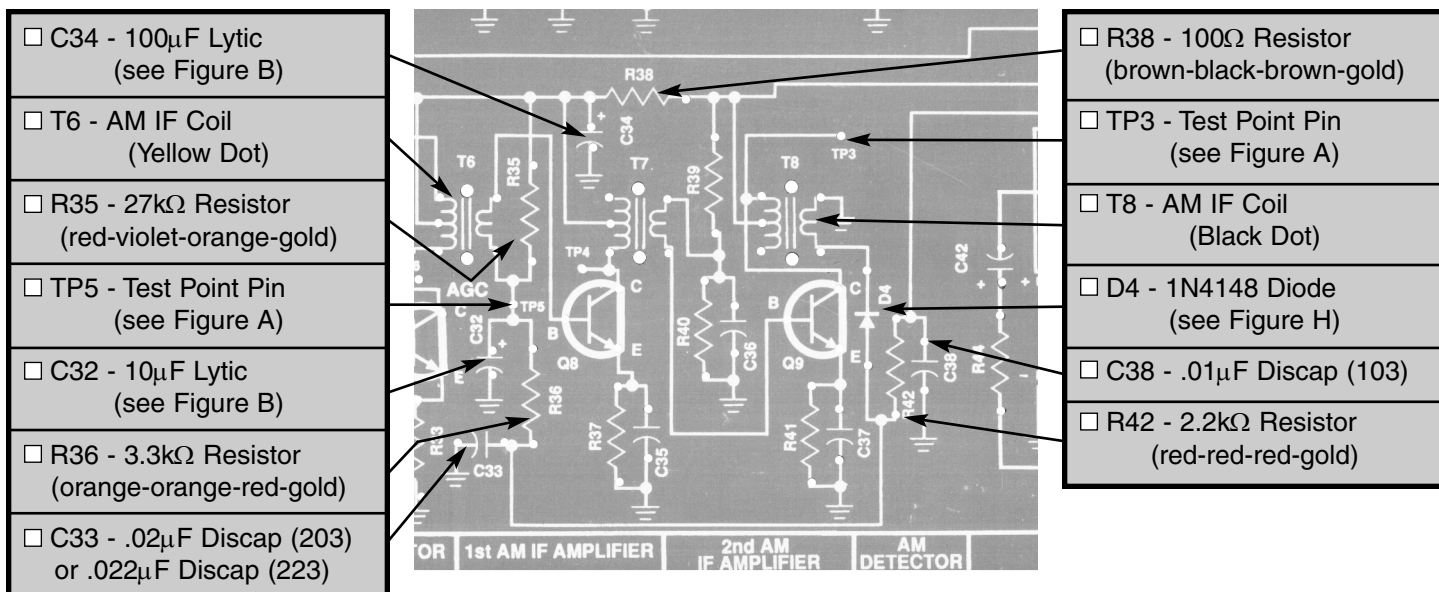 ☐ C34 - 100μF Lytic
(see Figure B)
☐ T6 - AM IF Coil
(Yellow Dot)
☐ R35 - 27kΩ Resistor
(red-violet-orange-gold)
☐ TP5 - Test Point Pin
(see Figure A)
☐ C32 - 10μF Lytic
(see Figure B)
☐ R36 - 3.3kΩ Resistor
(orange-orange-red-gold)
☐ C33 - .02μF Discap (203)
or .022μF Discap (223)
R38
+
C34
T6
R35
T7
R39
TP3
T8
TP4
AGC
C
TP5
C32
+
B
C
E
Q8
R40
C36
B
C
E
Q9
D4
C42
+
+
R44
-
-
E
R36
R33
C33
R37
C35
R41
C37
R42
C38
TOR
1st AM IF AMPLIFIER
2nd AM
IF AMPLIFIER
AM
DETECTOR
☐ R38 - 100Ω Resistor
(brown-black-brown-gold)
☐ TP3 - Test Point Pin
(see Figure A)
☐ T8 - AM IF Coil
(Black Dot)
☐ D4 - 1N4148 Diode
(see Figure H)
☐ C38 - .01μF Discap (103)
☐ R42 - 2.2kΩ Resistor
(red-red-red-gold)